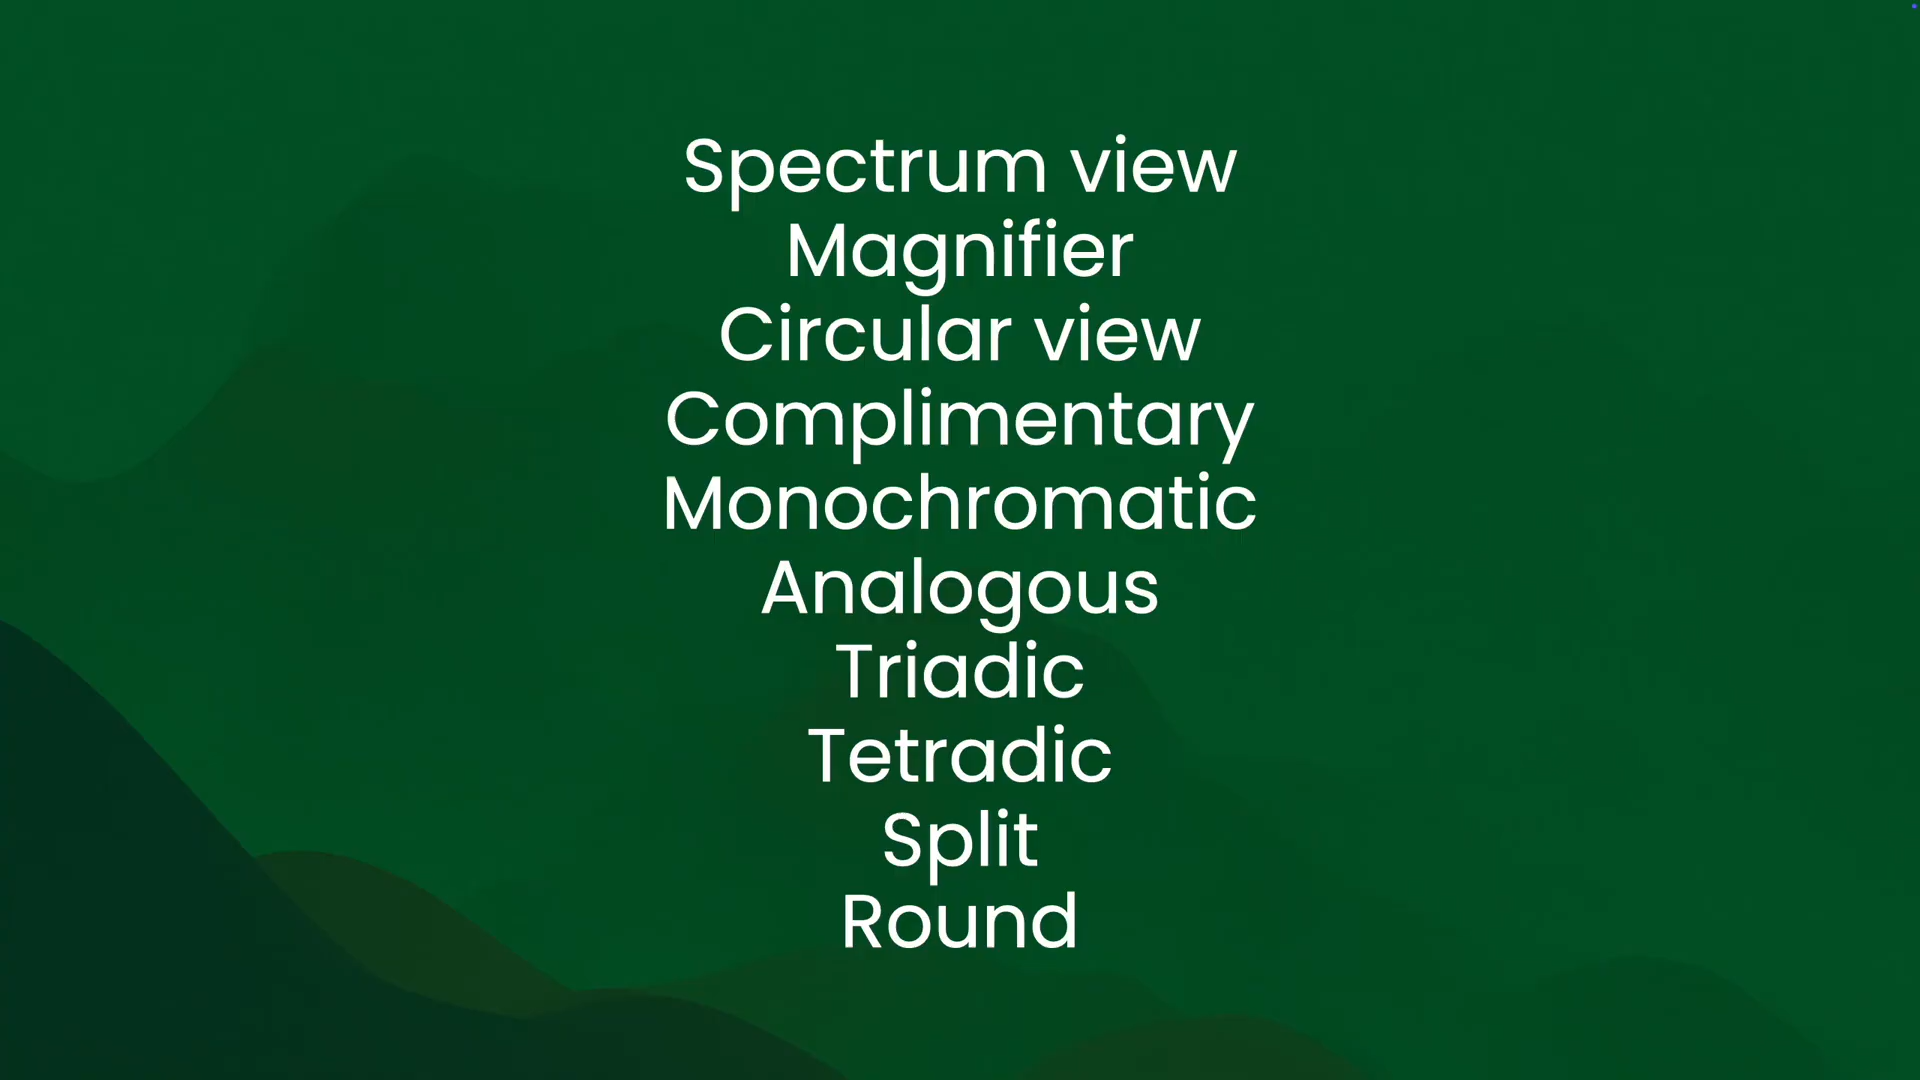 Spectrum view
Magnifier
Circular view
Complimentary
Monochromatic
Analogous
Triadic
Tetradic
Split
Round